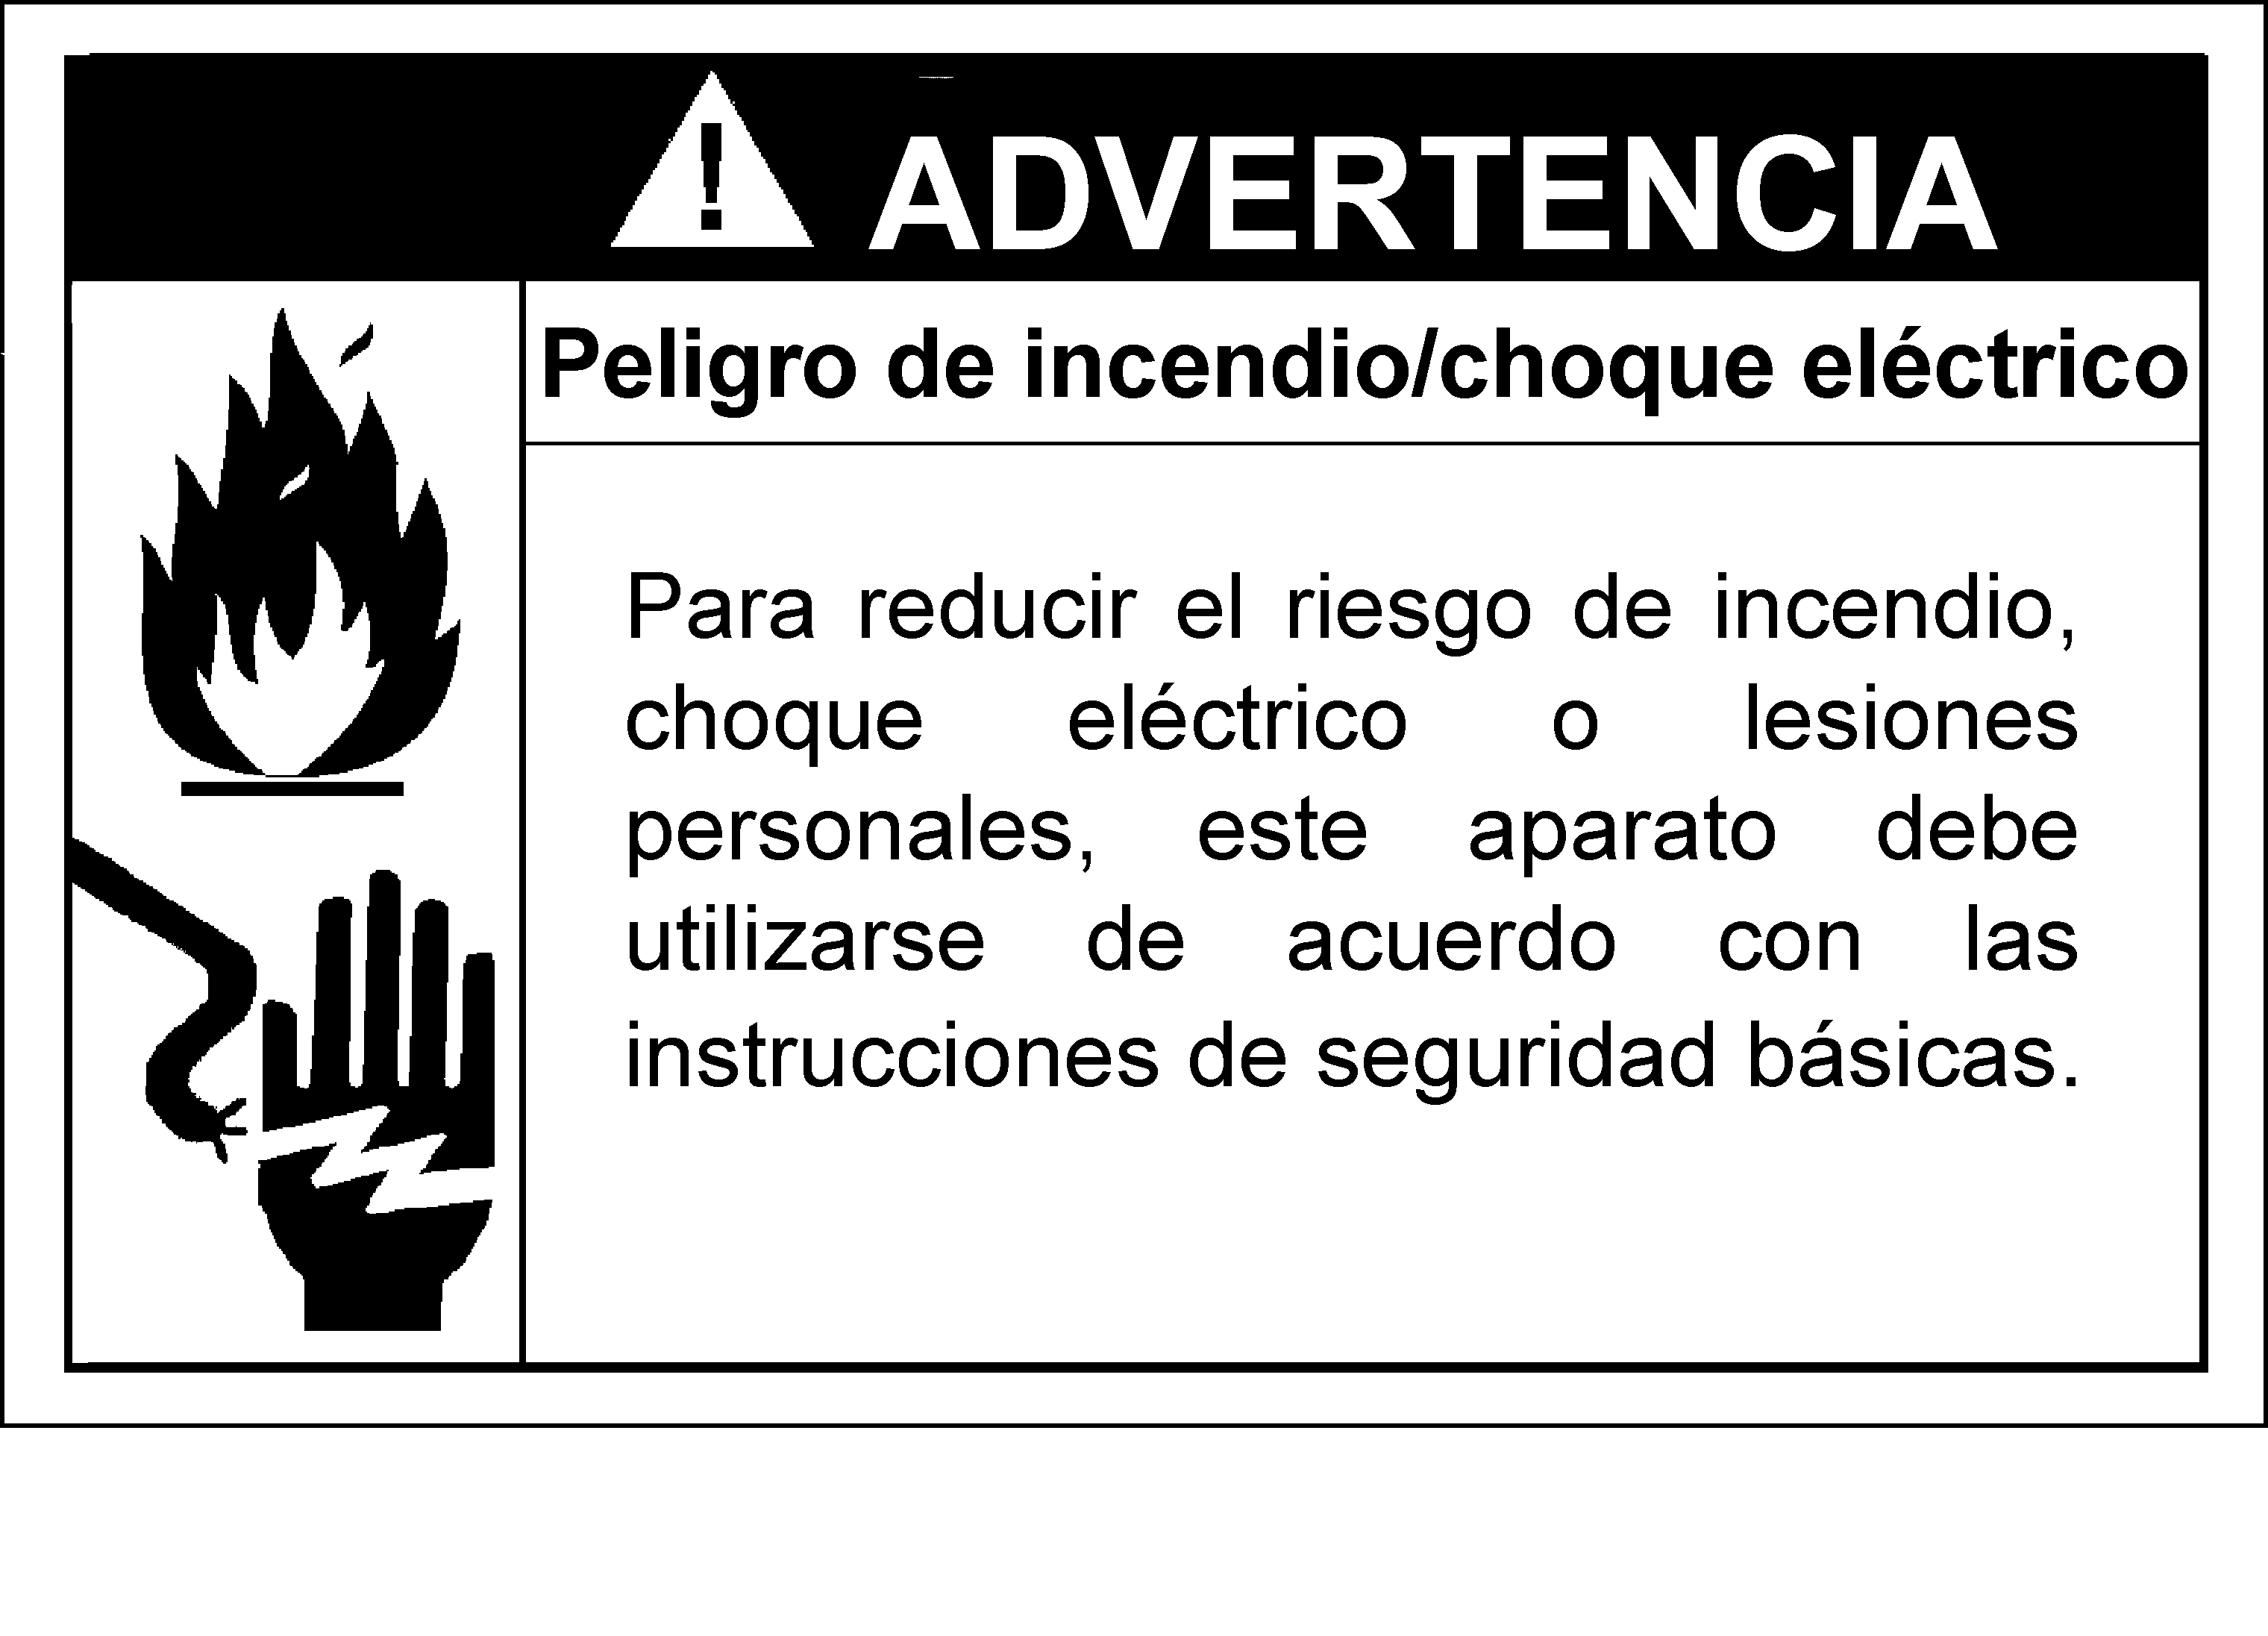 ! ADVERTENCIA
Peligro de incendio/choque eléctrico
Para reducir el riesgo de incendio,
choque eléctrico o lesiones
personales, este aparato debe
utilizarse de acuerdo con las
instrucciones de seguridad básicas.